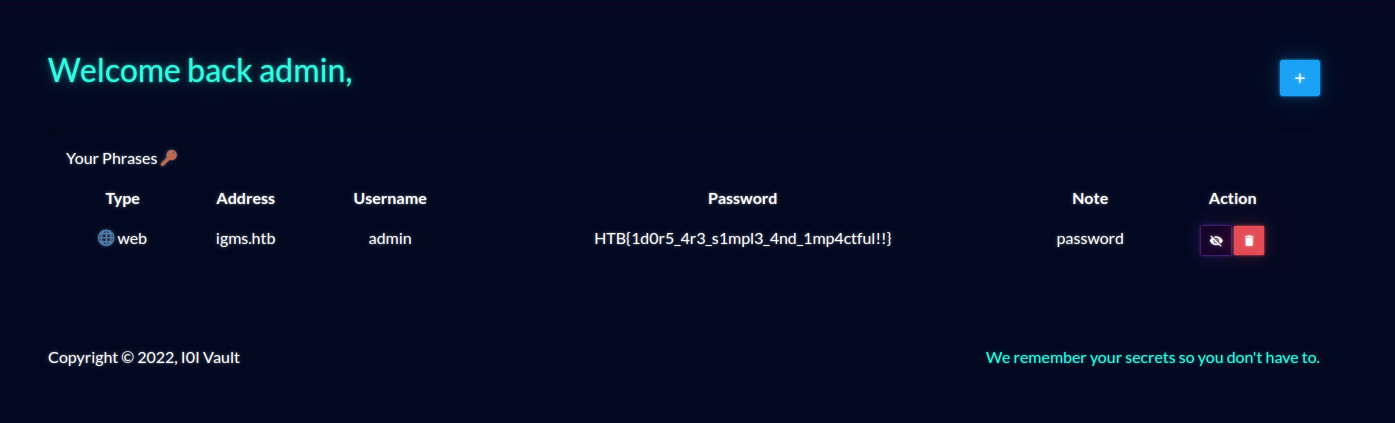 Welcome back admin,
+
Your Phrases
Type Address Username Password Note Action
web igms.htb admin HTB{1d0r5_4r3_s1mpl3_4nd_1mp4ctful!!} password
Copyright © 2022, I0I Vault We remember your secrets so you don't have to.